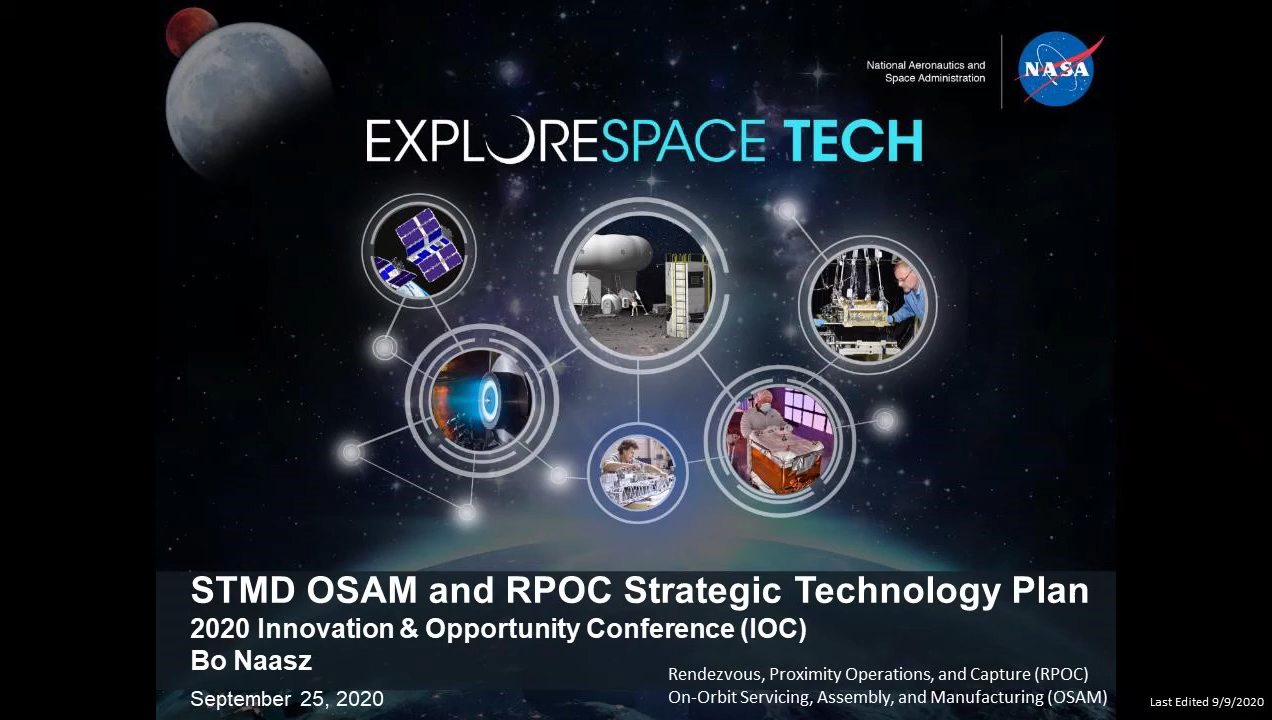 National Aeronautics and
Space Administration
NASA
EXPLORESPACE TECH
STMD OSAM and RPOC Strategic Technology Plan
2020 Innovation & Opportunity Conference (IOC)
Bo Naasz
September 25, 2020
Rendezvous, Proximity Operations, and Capture (RPOC)
On-Orbit Servicing, Assembly, and Manufacturing (OSAM)
Last Edited 9/9/2020